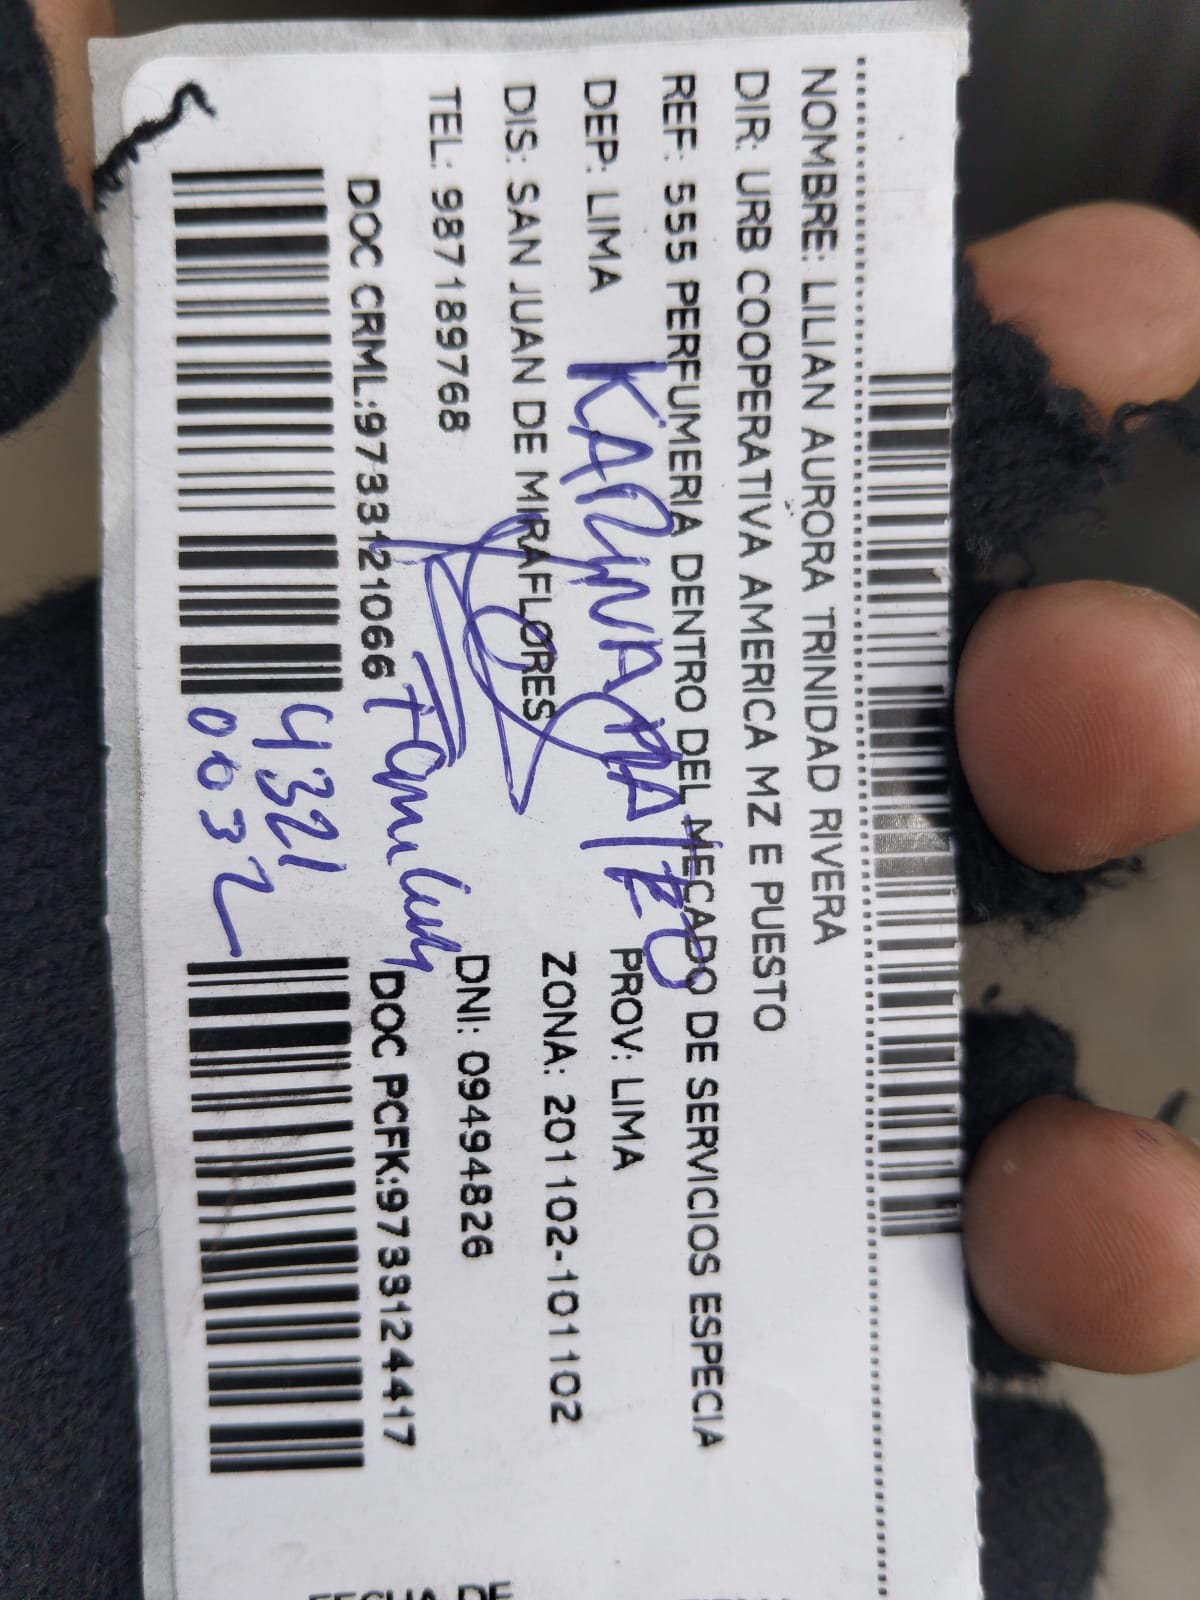 NOMBRE: LILIAN AURORA TRINIDAD RIVERA
DIR: URB COOPERATIVA AMERICA MZ E PUESTO
REF: 555 PERFUMERIA DENTRO DEL MECADO DE SERVICIOS ESPECIA
DEP: LIMA PROV: LIMA
KARINA
DIS: SAN JUAN DE MIRAFLORES ZONA: 201102-101102
TEL: 987189768 DNI: 09494826
Familiar
DOC CRML:9733121066 DOC PCFK:9733124417
4321
0032